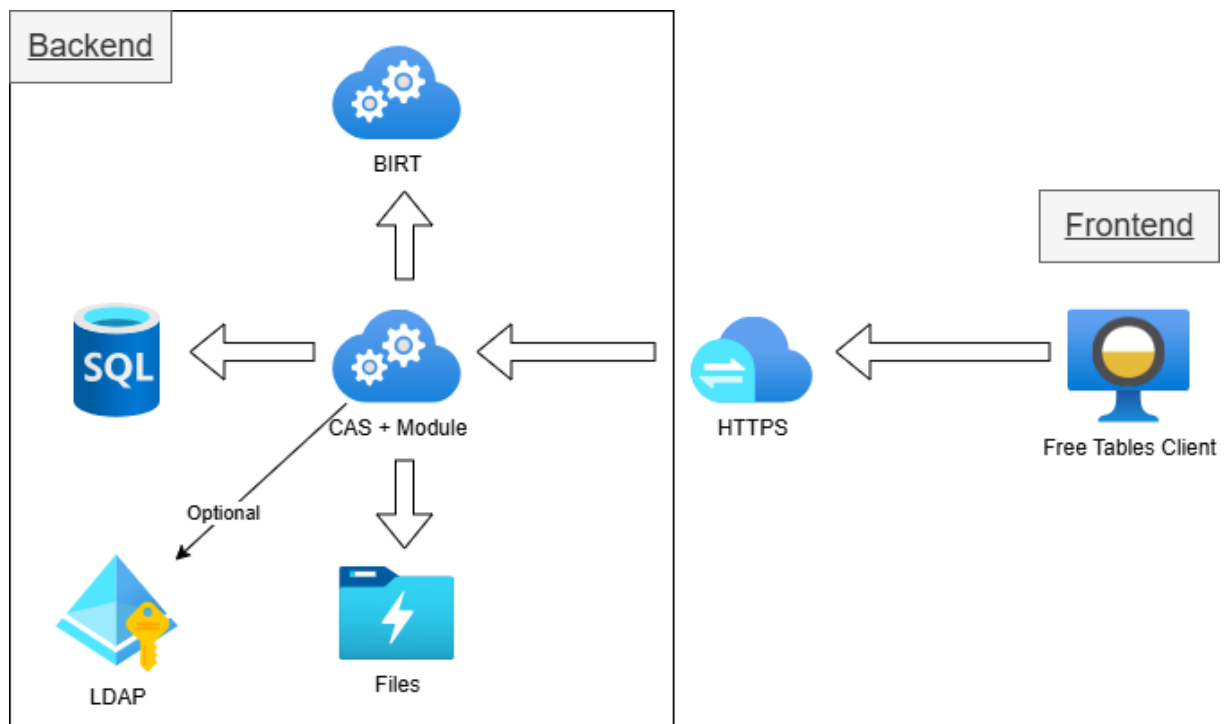 Backend
BIRT
Frontend
SQL
CAS + Module
HTTPS
Free Tables Client
Optional
LDAP
Files